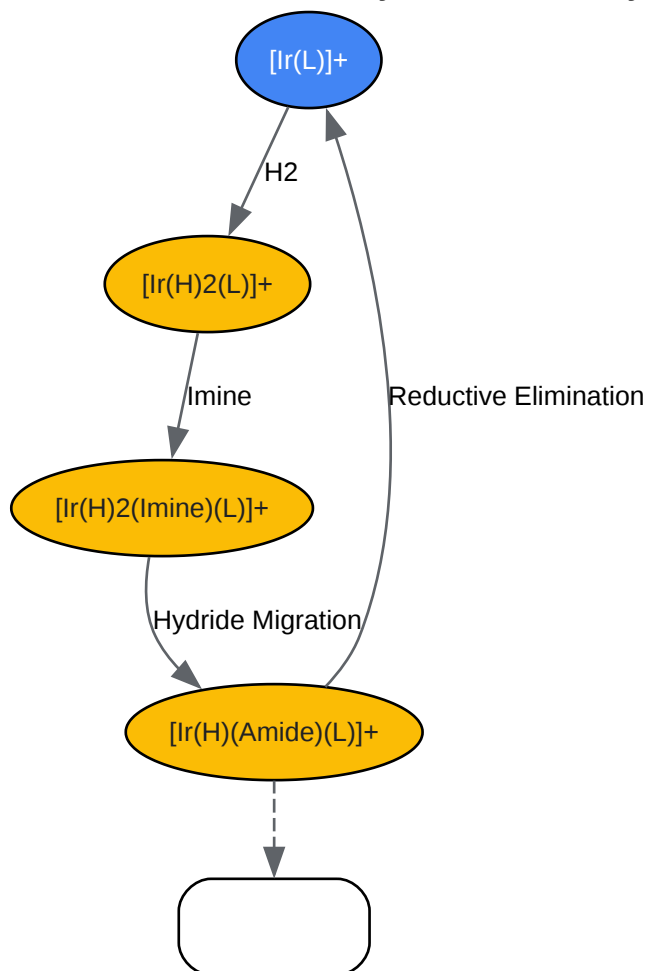 [Ir(L)]+
H2
[Ir(H)2(L)]+
Imine
Reductive Elimination
[Ir(H)2(Imine)(L)]+
Hydride Migration
[Ir(H)(Amide)(L)]+